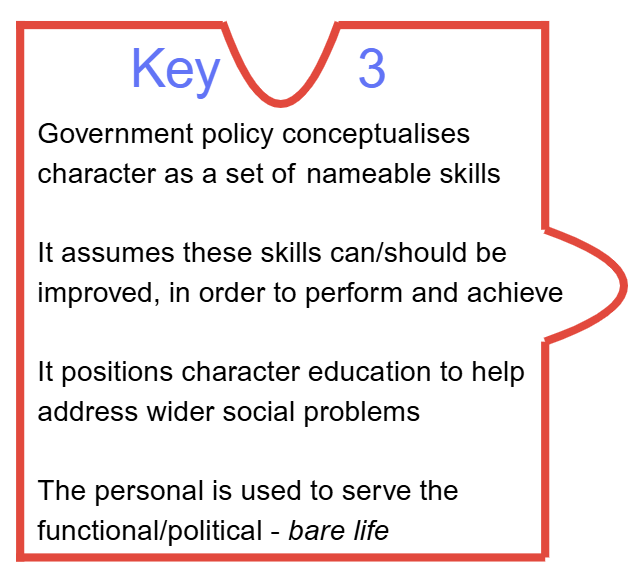 Key 3
Government policy conceptualises
character as a set of nameable skills
It assumes these skills can/should be
improved, in order to perform and achieve
It positions character education to help
address wider social problems
The personal is used to serve the
functional/political - bare life